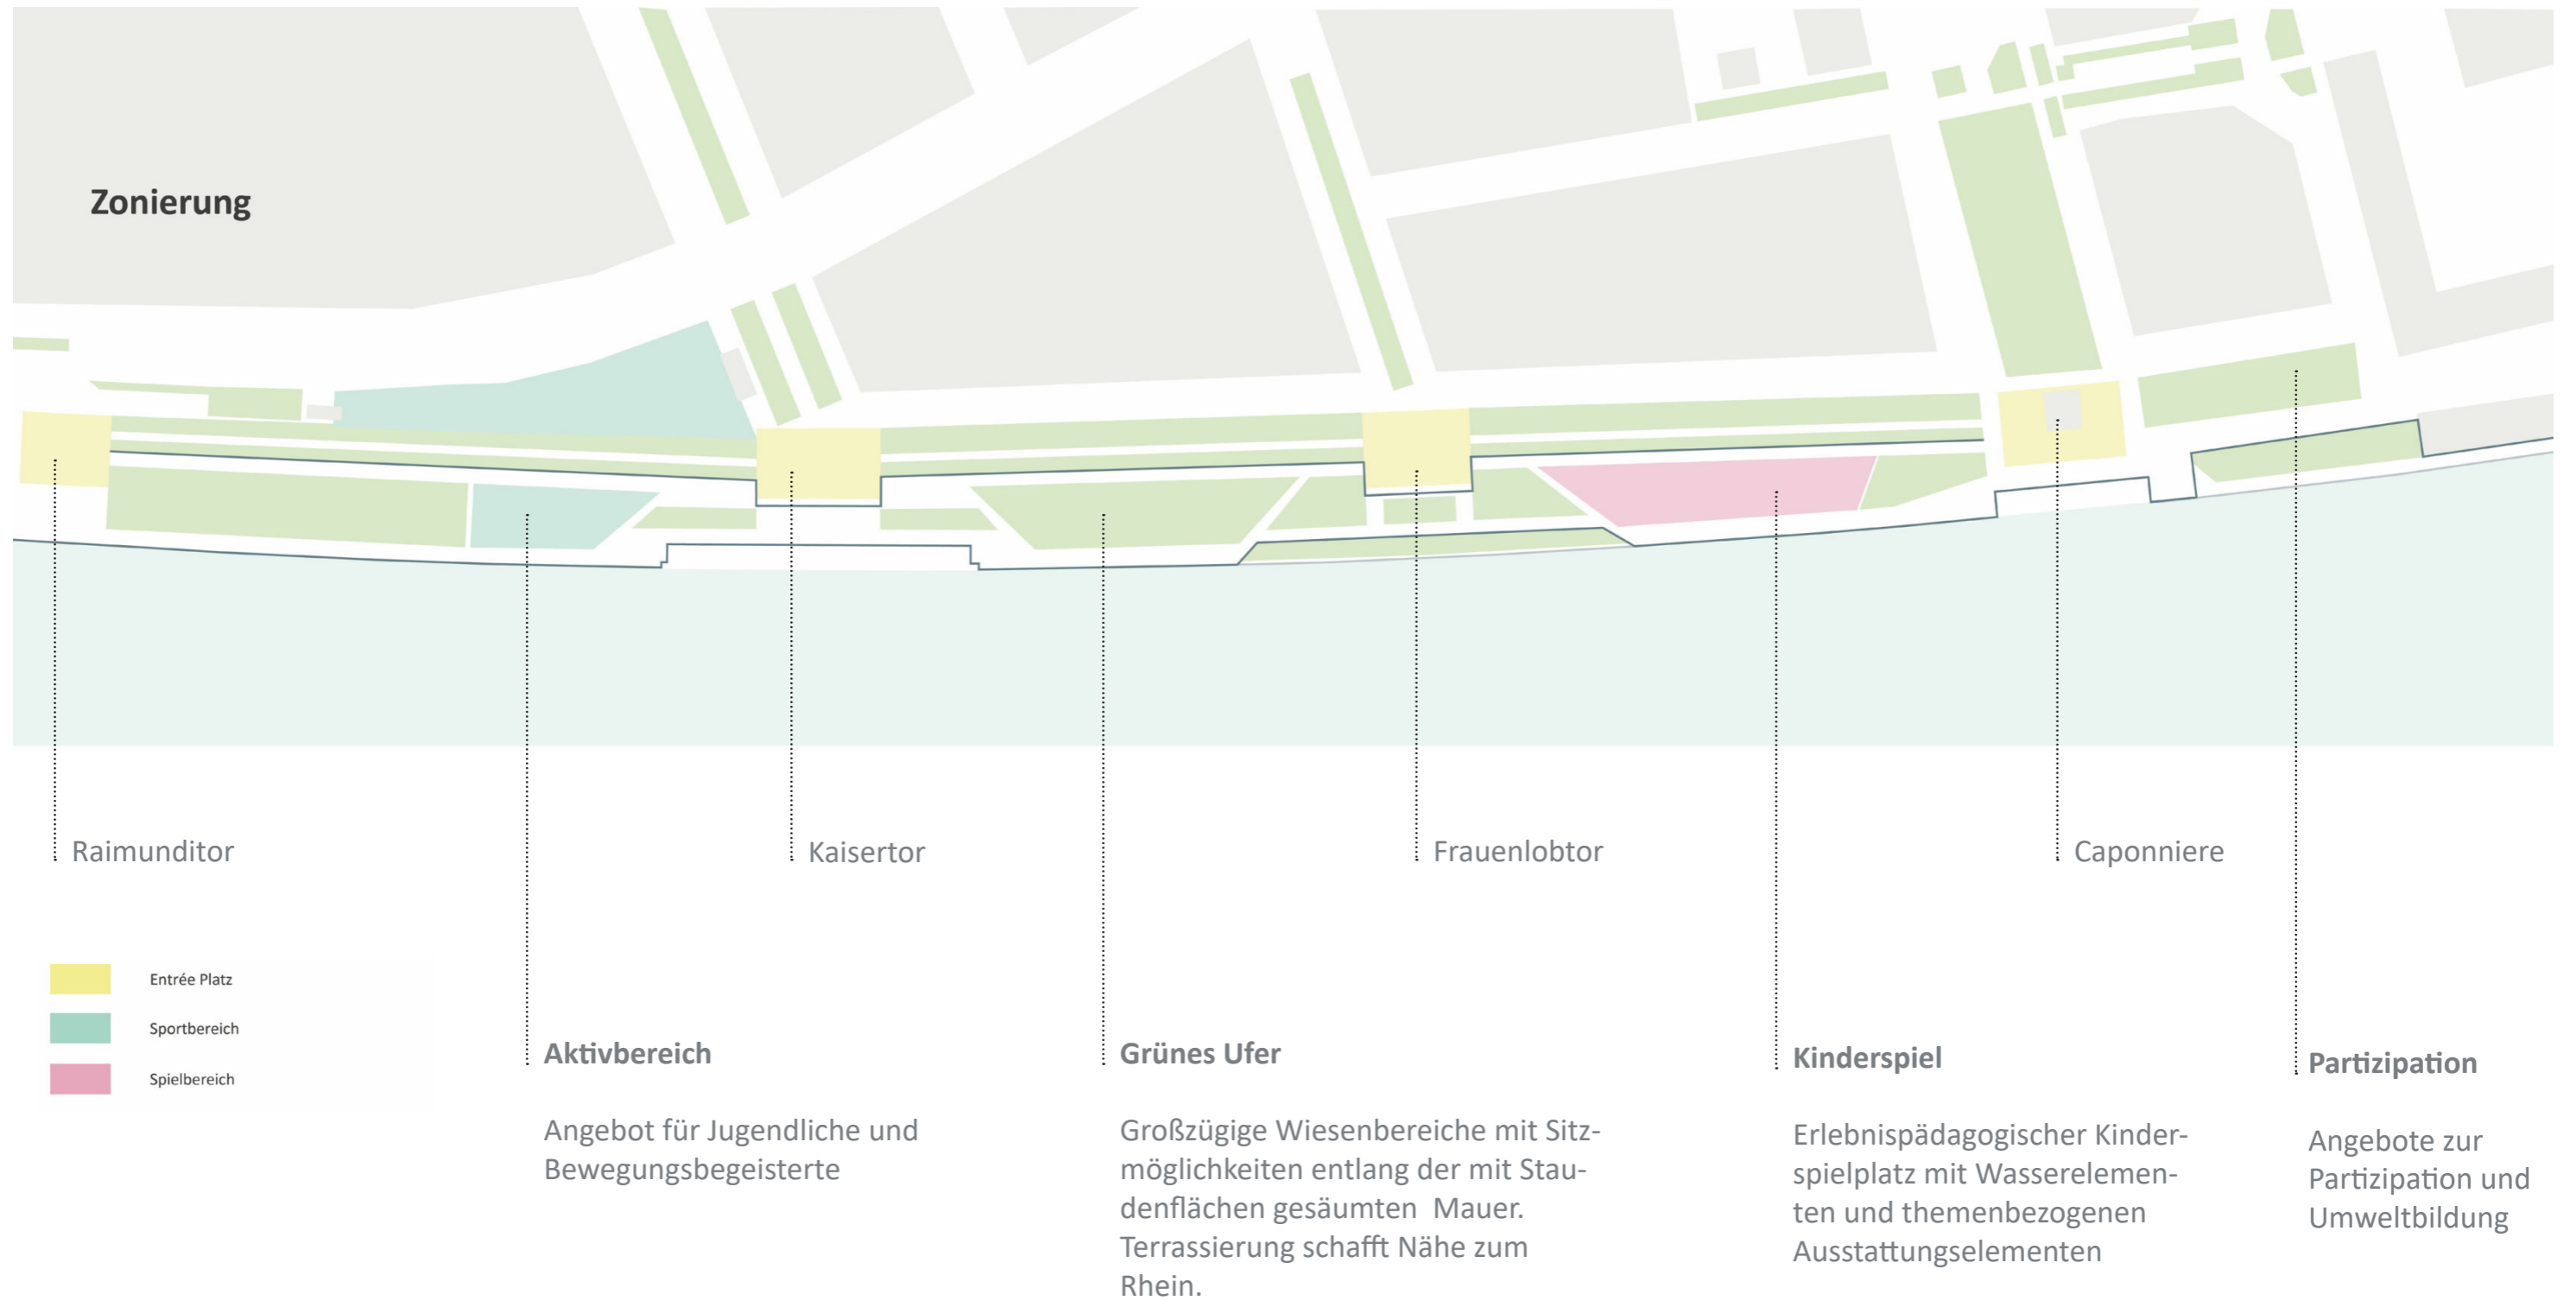 Zonierung
Raimunditor
Kaisertor
Frauenlobtor
Caponniere
Entrée Platz
Sportbereich
Spielbereich
Aktivbereich
Angebot für Jugendliche und
Bewegungsbegeisterte
Grünes Ufer
Großzügige Wiesenbereiche mit Sitz-
möglichkeiten entlang der mit Stau-
denflächen gesäumten Mauer.
Terrassierung schafft Nähe zum
Rhein.
Kinderspiel
Erlebnispädagogischer Kinder-
spielplatz mit Wasserelemen-
ten und themenbezogenen
Ausstattungselementen
Partizipation
Angebote zur
Partizipation und
Umweltbildung